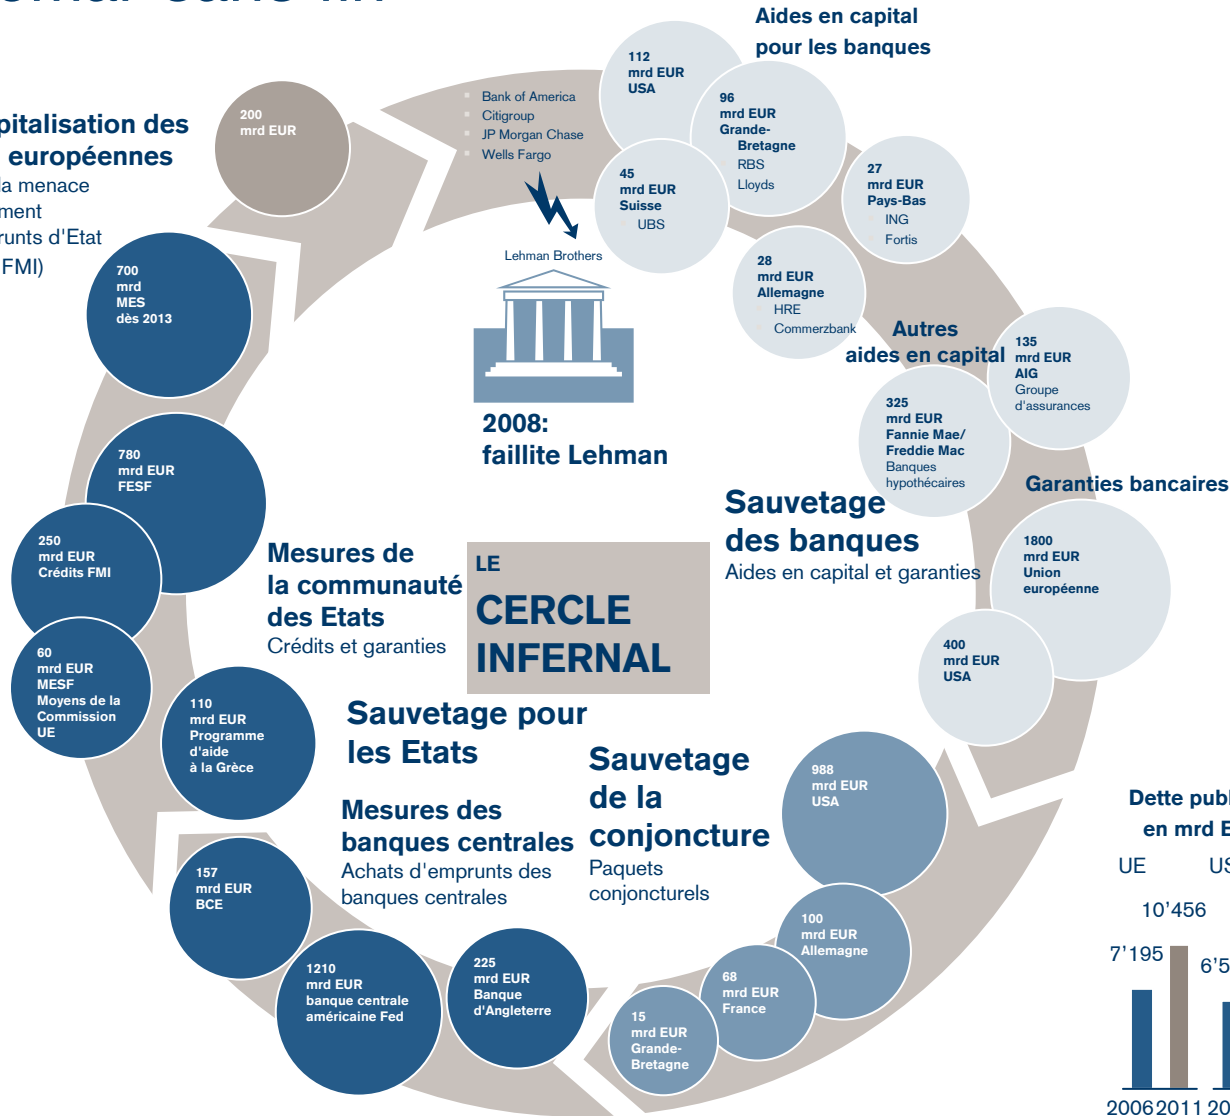 Aides en capital
pour les banques
112
mrd EUR
USA
Bank of America
Citigroup
JP Morgan Chase
Wells Fargo
96
mrd EUR
Grande-
Bretagne
RBS
Lloyds
45
mrd EUR
Suisse
UBS
27
mrd EUR
Pays-Bas
ING
Fortis
28
mrd EUR
Allemagne
HRE
Commerzbank
Lehman Brothers
2008:
faillite Lehman
Autres
aides en capital
135
mrd EUR
AIG
Groupe
d'assurances
325
mrd EUR
Fannie Mae/
Freddie Mac
Banques
hypothécaires
Garanties bancaires
Sauvetage
des banques
Aides en capital et garanties
1800
mrd EUR
Union
européenne
400
mrd EUR
USA
LE
CERCLE
INFERNAL
200
mrd EUR
des
européennes
la menace
d'Etat
FMI)
700
mrd
MES
dès 2013
780
mrd EUR
FESF
250
mrd EUR
Crédits FMI
60
mrd EUR
MESF
Moyens de la
Commission
UE
110
mrd EUR
Programme
d'aide
à la Grèce
Mesures de
la communauté
des Etats
Crédits et garanties
Sauvetage pour
les Etats
Mesures des
banques centrales
Achats d'emprunts des
banques centrales
Sauvetage
de la
conjoncture
Paquets
conjoncturels
988
mrd EUR
USA
100
mrd EUR
Allemagne
68
mrd EUR
France
15
mrd EUR
Grande-
Bretagne
225
mrd EUR
Banque
d'Angleterre
1210
mrd EUR
banque centrale
américaine Fed
157
mrd EUR
BCE
Dette
en mrd
UE
10’456
7’195
2006 2011